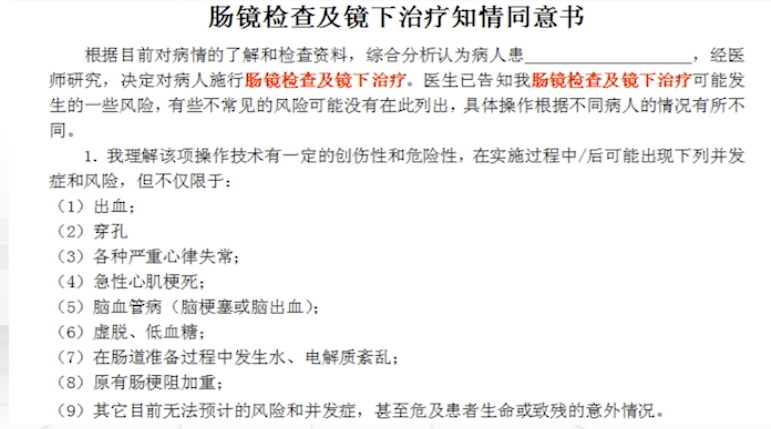 肠镜检查及镜下治疗知情同意书
根据目前对病情的了解和检查资料，综合分析认为病人患____________________，经医
师研究，决定对病人施行肠镜检查及镜下治疗。医生已告知我肠镜检查及镜下治疗可能发
生的一些风险，有些不常见的风险可能没有在此列出，具体操作根据不同病人的情况有所不
同。
1．我理解该项操作技术有一定的创伤性和危险性，在实施过程中/后可能出现下列并发
症和风险，但不仅限于：
（1）出血；
（2）穿孔
（3）各种严重心律失常；
（4）急性心肌梗死；
（5）脑血管病（脑梗塞或脑出血）；
（6）虚脱、低血糖；
（7）在肠道准备过程中发生水、电解质紊乱；
（8）原有肠梗阻加重；
（9）其它目前无法预计的风险和并发症，甚至危及患者生命或致残的意外情况。